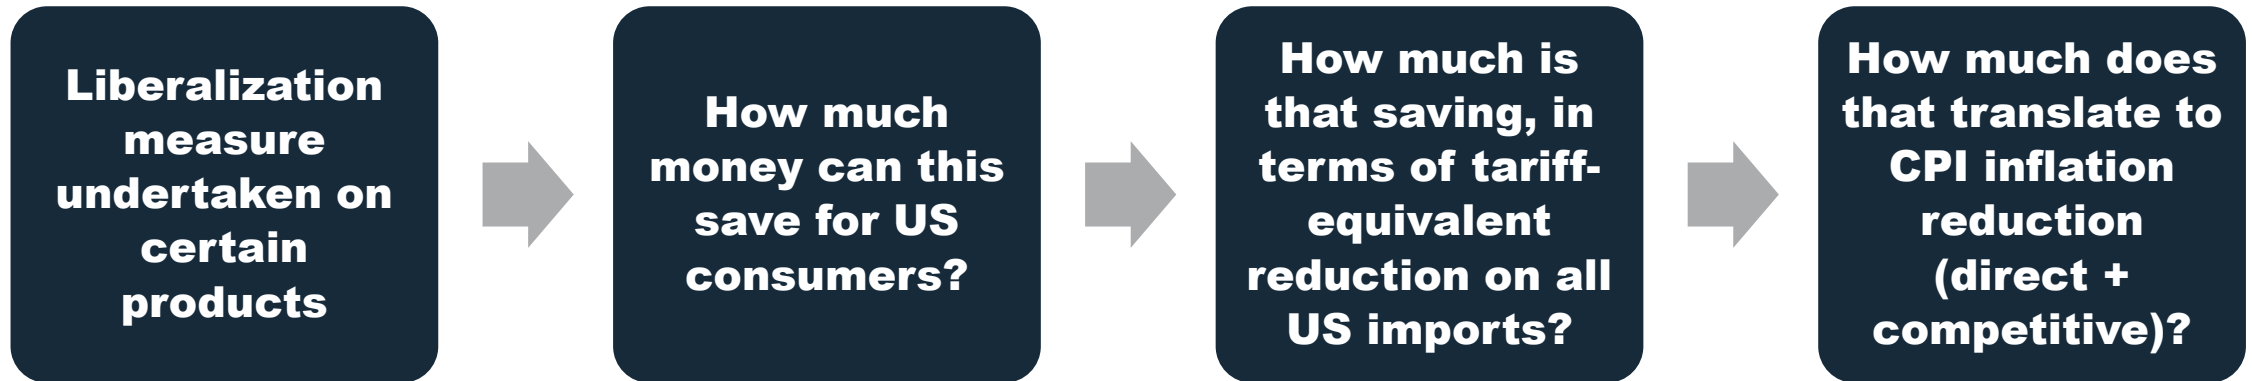 Liberalization
measure
undertaken on
certain
products
How much
money can this
save for US
consumers?
How much is
that saving, in
terms of tariff-
equivalent
reduction on all
US imports?
How much does
that translate to
CPI inflation
reduction
(direct +
competitive)?